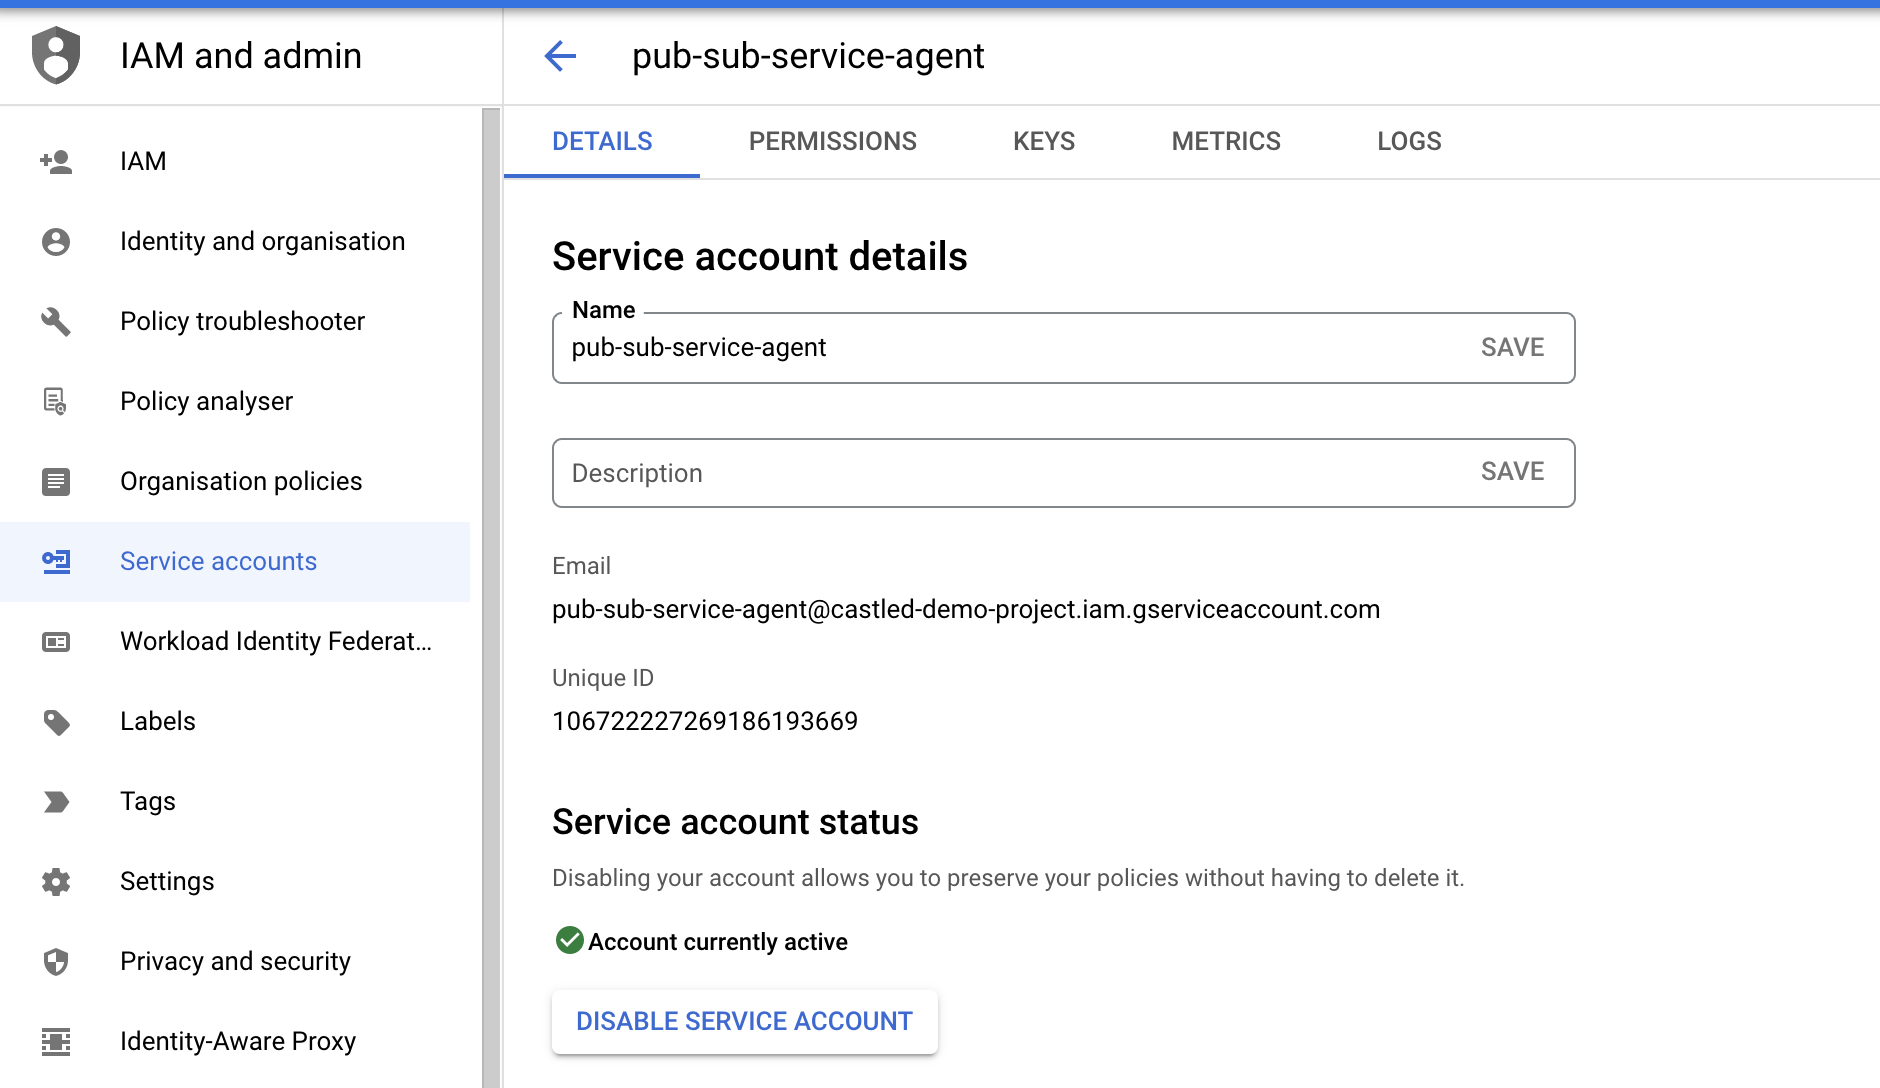 IAM and admin
pub-sub-service-agent
IAM
Identity and organisation
Policy troubleshooter
Policy analyser
Organisation policies
Service accounts
Workload Identity Federat...
Labels
Tags
Settings
Privacy and security
Identity-Aware Proxy
DETAILS PERMISSIONS KEYS METRICS LOGS
Service account details
Name
pub-sub-service-agent SAVE
Description SAVE
Email
pub-sub-service-agent@castled-demo-project.iam.gserviceaccount.com
Unique ID
106722227269186193669
Service account status
Disabling your account allows you to preserve your policies without having to delete it.
Account currently active
DISABLE SERVICE ACCOUNT